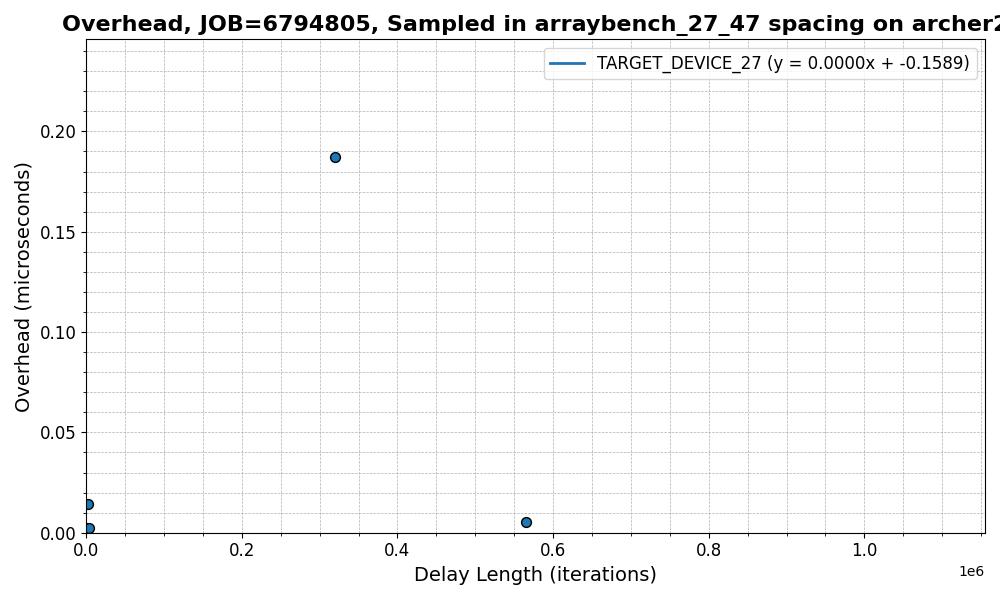 Overhead, JOB=6794805, Sampled in arraybench_27_47 spacing on archer2
TARGET_DEVICE_27 (y = 0.0000x + -0.1589)
Overhead (microseconds)
0.20
0.15
0.10
0.05
0.00
0.0 0.2 0.4 0.6 0.8 1.0
1e6
Delay Length (iterations)